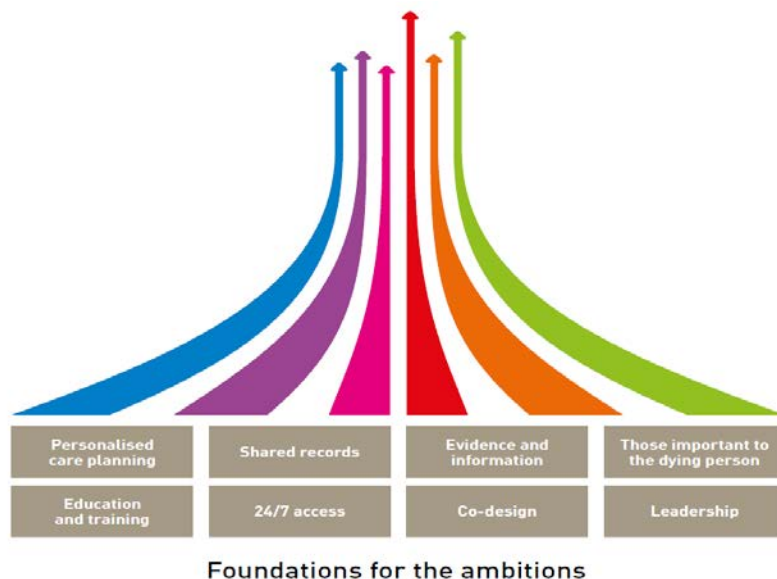 Personalised
care planning
Shared records
Evidence and
information
Those important to
the dying person
Education
and training
24/7 access
Co-design
Leadership
Foundations for the ambitions